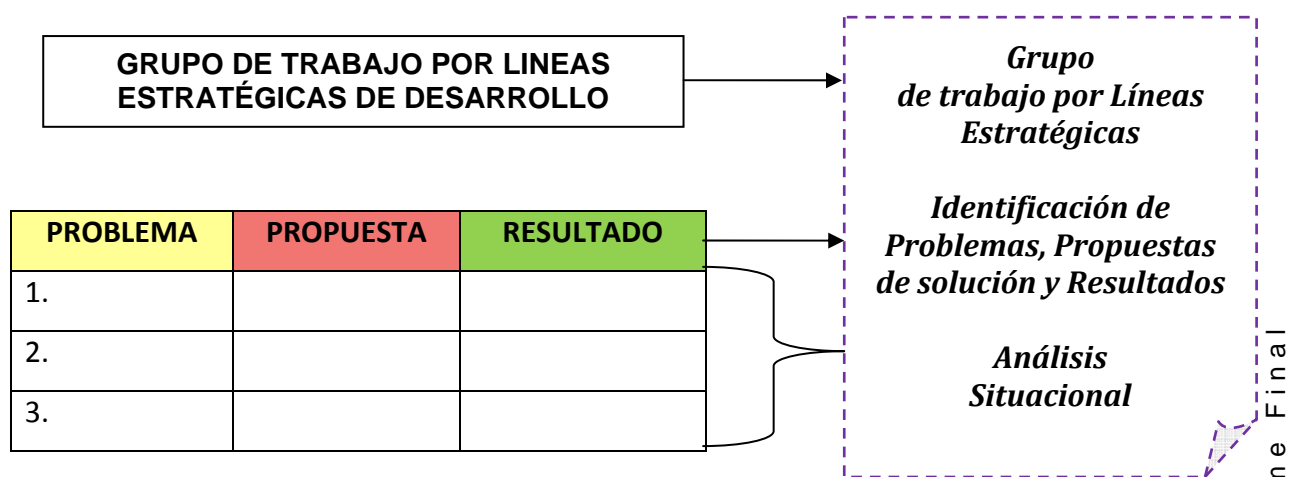 GRUPO DE TRABAJO POR LINEAS
ESTRATÉGICAS DE DESARROLLO
Grupo
de trabajo por Líneas
Estratégicas
Identificación de
Problemas, Propuestas
de solución y Resultados
Análisis
Situacional
PROBLEMA PROPUESTA RESULTADO
1.
2.
3.
Final